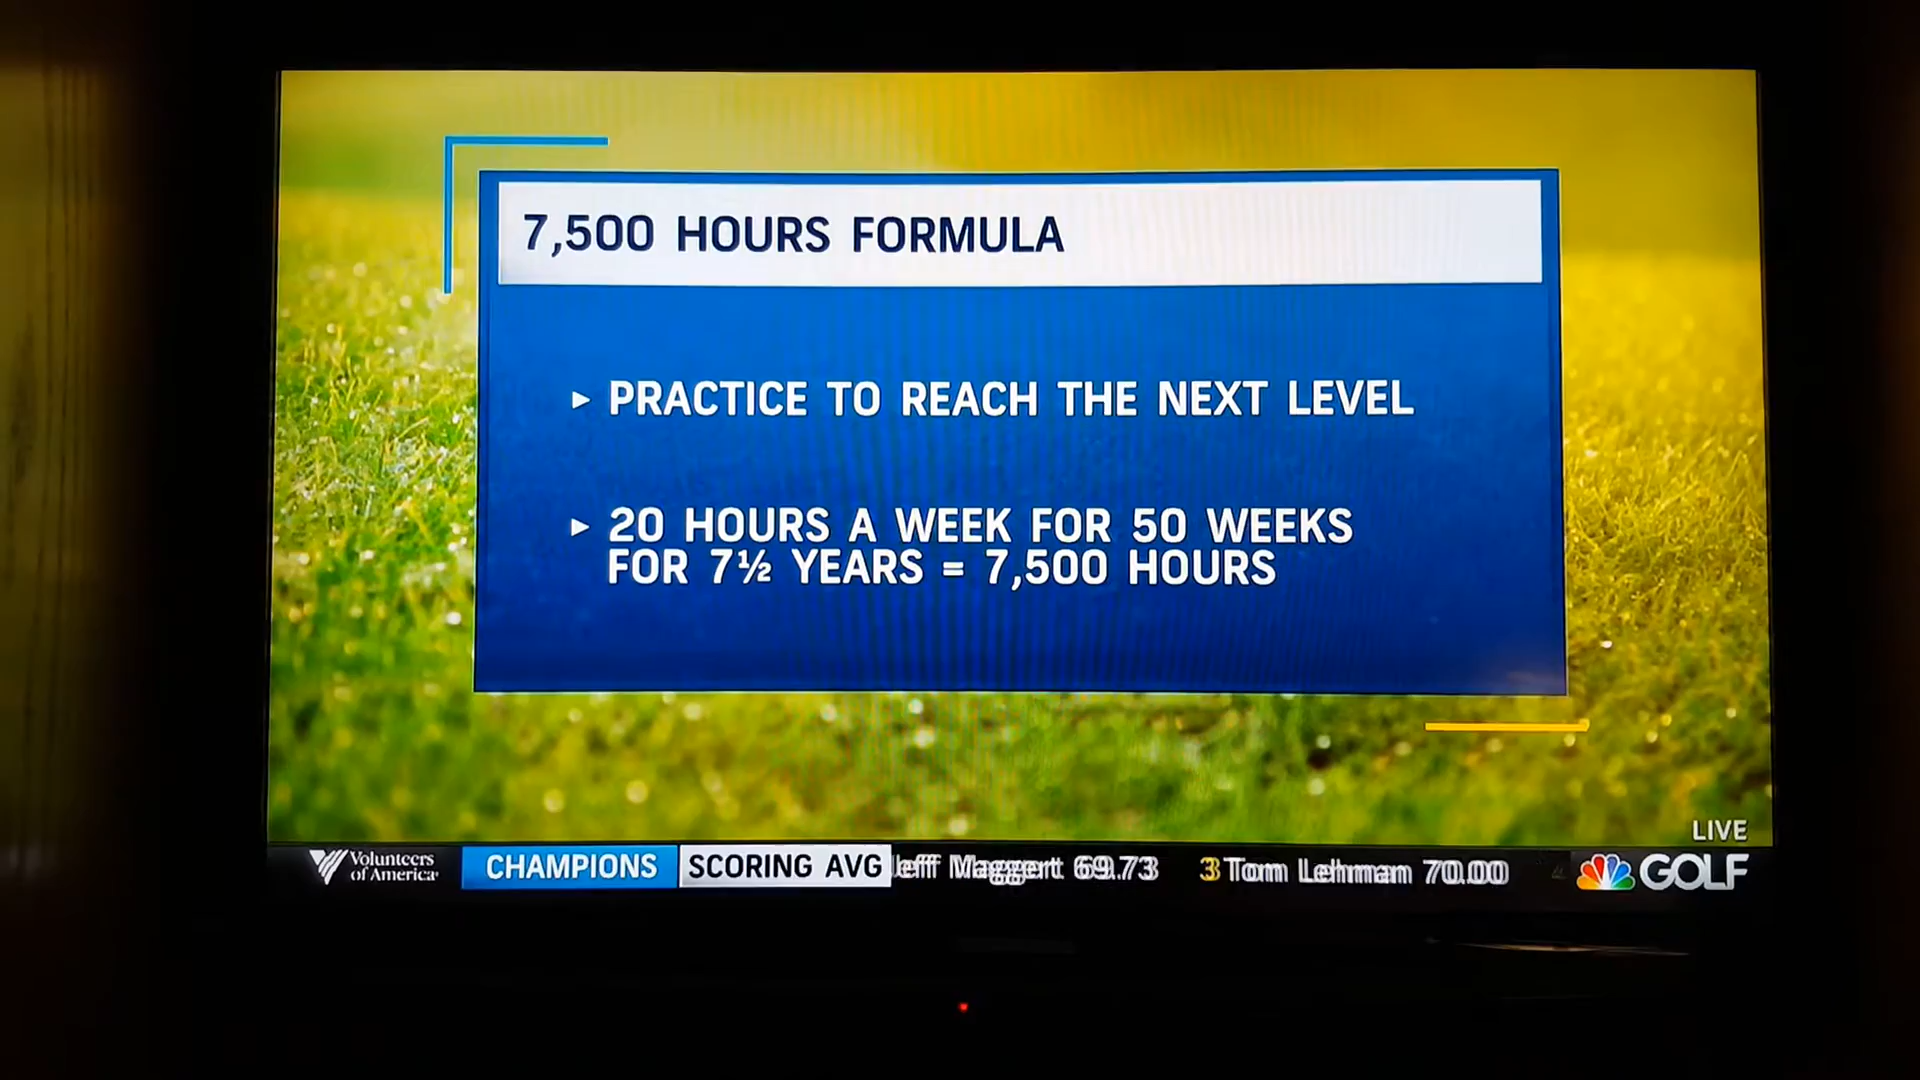 7,500 HOURS FORMULA
► PRACTICE TO REACH THE NEXT LEVEL
► 20 HOURS A WEEK FOR 50 WEEKS
FOR 7½ YEARS = 7,500 HOURS
LIVE
Volunteers
of America
CHAMPIONS SCORING AVG Jeff Maggert 69.73 3 Tom Lehman 70.00 GOLF